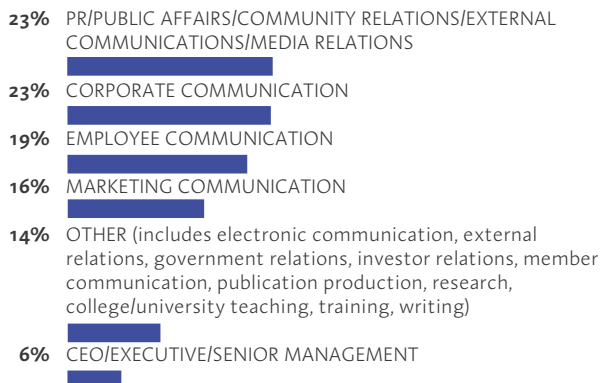 23% PR/PUBLIC AFFAIRS/COMMUNITY RELATIONS/EXTERNAL
COMMUNICATIONS/MEDIA RELATIONS
23% CORPORATE COMMUNICATION
19% EMPLOYEE COMMUNICATION
16% MARKETING COMMUNICATION
14% OTHER (includes electronic communication, external
relations, government relations, investor relations, member
communication, publication production, research,
college/university teaching, training, writing)
6% CEO/EXECUTIVE/SENIOR MANAGEMENT